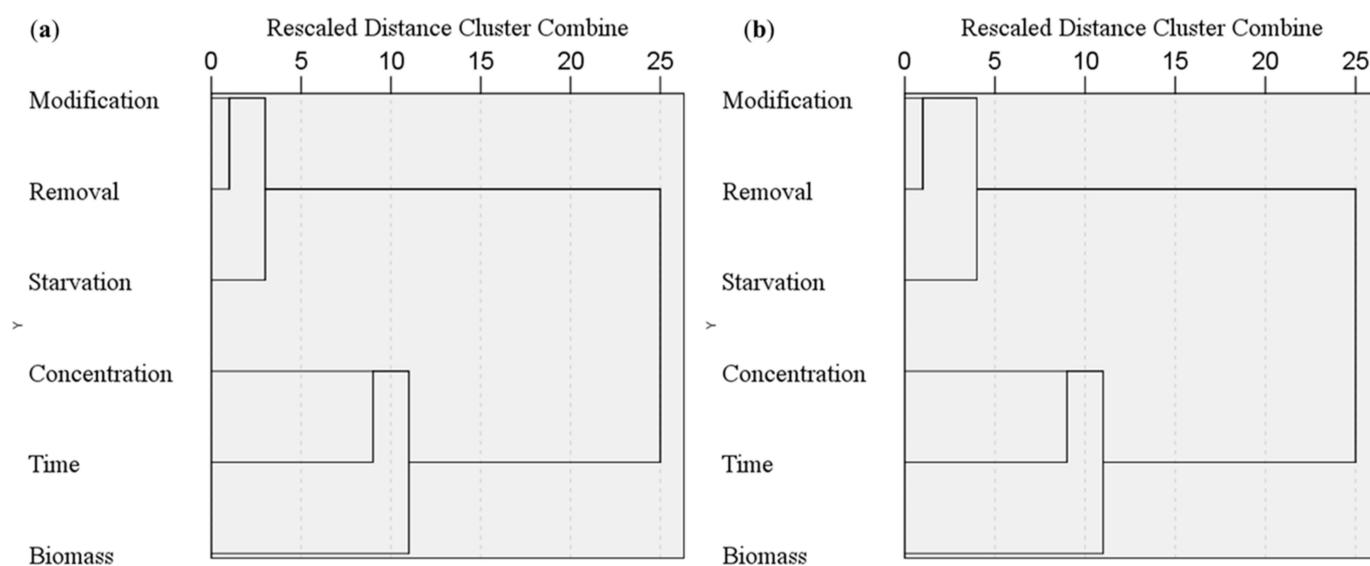 (a)
Rescaled Distance Cluster Combine
0 5 10 15 20 25
Modification
Removal
Starvation
Y
Concentration
Time
Biomass
(b)
Rescaled Distance Cluster Combine
0 5 10 15 20 25
Modification
Removal
Starvation
Y
Concentration
Time
Biomass